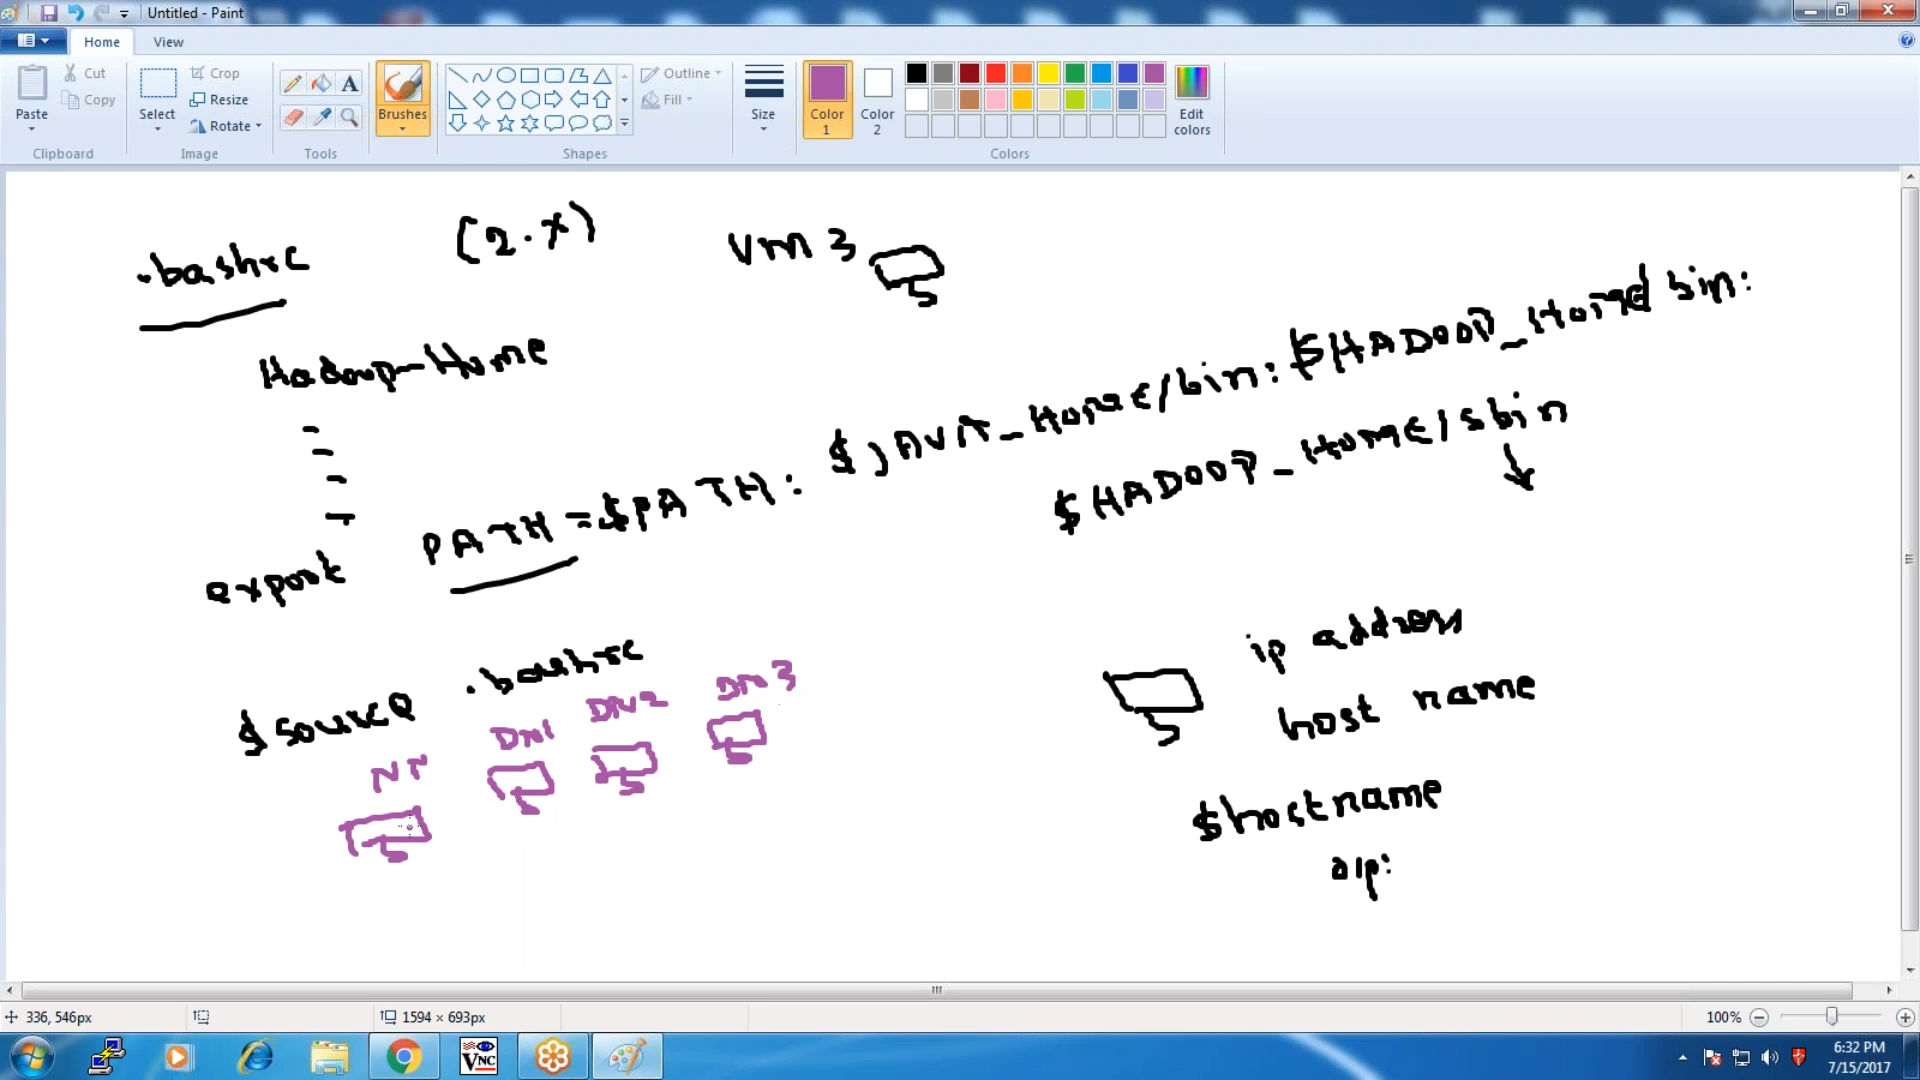 Untitled - Paint
Home
View
Paste
Cut
Copy
Clipboard
Select
Crop
Resize
Rotate
Image
Tools
Brushes
Shapes
Outline
Fill
Size
Color 1
Color 2
Edit colors
Colors
.bashrc (2.x) VM 3
Hadoop-Home
export PATH = $PATH: $JAVA_Home/bin: $HADOOP_Home/bin:
$HADOOP_Home/sbin
$source .bashrc
ip address
host name
DN1 DN2 DN3
$hostname
o/p:
336, 546px
1594 × 693px
100%
VNC
6:32 PM
7/15/2017